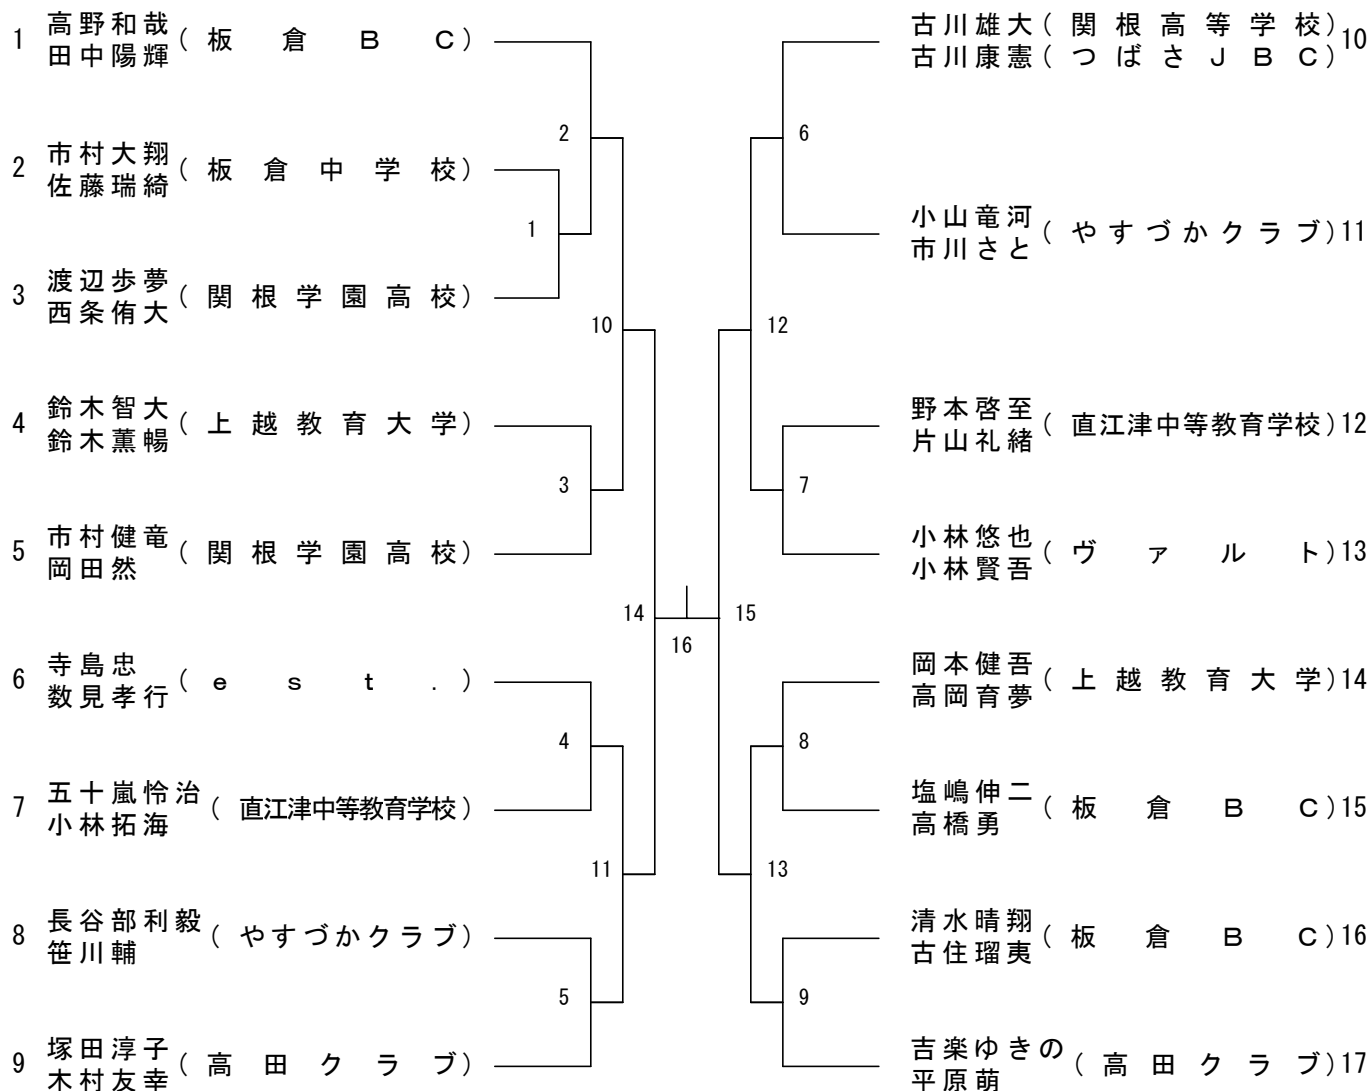 1 高野和哉 田中陽輝 (板倉BC)
2 市村大翔 佐藤瑞綺 (板倉中学校)
3 渡辺歩夢 西条侑大 (関根学園高校)
4 鈴木智大 鈴木薫暢 (上越教育大学)
5 市村健竜 岡田然 (関根学園高校)
6 寺島忠 数見孝行 (est.)
7 五十嵐怜治 小林拓海 (直江津中等教育学校)
8 長谷部利毅 笹川輔 (やすづかクラブ)
9 塚田淳子 木村友幸 (高田クラブ)
2
1
10
3
14
4
11
5
16
6
12
7
15
8
13
9
古川雄大(関根高等学校) 古川康憲(つばさJBC) 10
小山竜河 市川さと (やすづかクラブ) 11
野本啓至 片山礼緒 (直江津中等教育学校) 12
小林悠也 小林賢吾 (ヴァルト) 13
岡本健吾 高岡育夢 (上越教育大学) 14
塩嶋伸二 高橋勇 (板倉BC) 15
清水晴翔 古住瑠夷 (板倉BC) 16
吉楽ゆきの 平原萌 (高田クラブ) 17